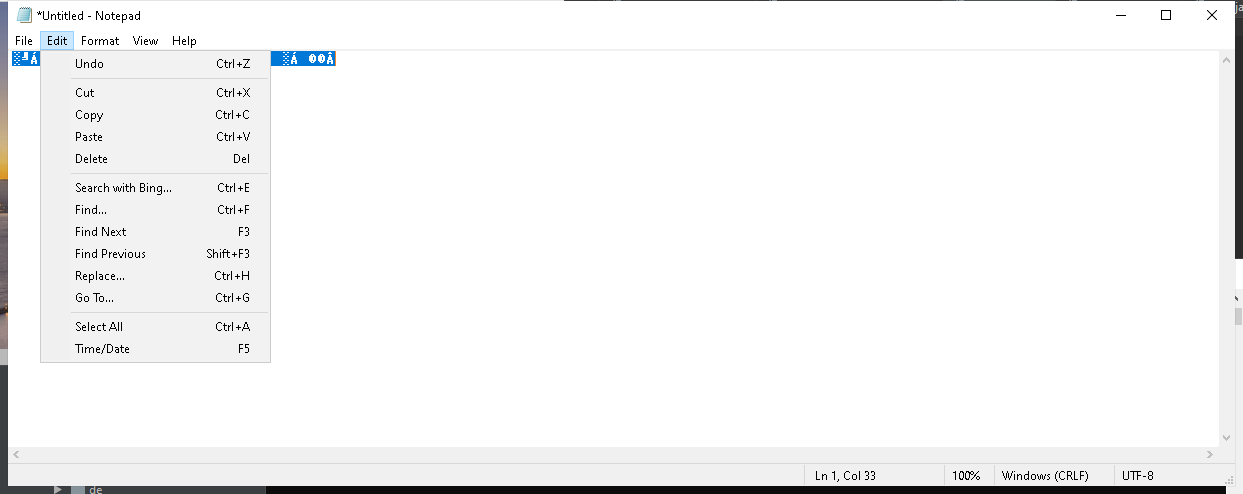 *Untitled - Notepad
File Edit Format View Help
Undo Ctrl+Z
Cut Ctrl+X
Copy Ctrl+C
Paste Ctrl+V
Delete Del
Search with Bing... Ctrl+E
Find... Ctrl+F
Find Next F3
Find Previous Shift+F3
Replace... Ctrl+H
Go To... Ctrl+G
Select All Ctrl+A
Time/Date F5
Ln 1, Col 33 100% Windows (CRLF) UTF-8
de